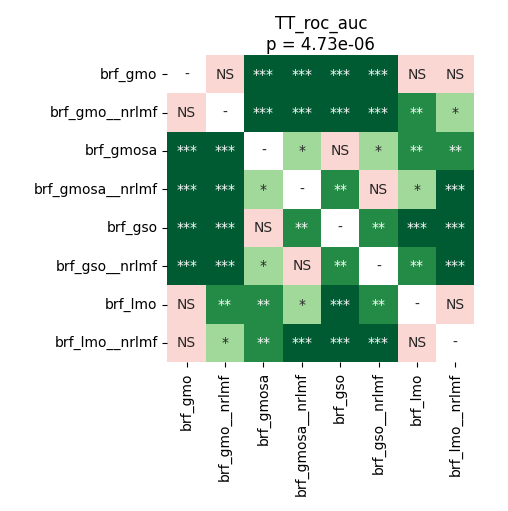 TT_roc_auc
p = 4.73e-06
brf_gmo - NS *** *** *** *** NS NS
brf_gmo__nrlmf NS - *** *** *** *** ** *
brf_gmosa *** *** - * NS * ** **
brf_gmosa__nrlmf *** *** * - ** NS * ***
brf_gso *** *** NS ** - ** *** ***
brf_gso__nrlmf *** *** * NS ** - ** ***
brf_lmo NS ** ** * *** ** - NS
brf_lmo__nrlmf NS * ** *** *** *** NS -
brf_gmo
brf_gmo__nrlmf
brf_gmosa
brf_gmosa__nrlmf
brf_gso
brf_gso__nrlmf
brf_lmo
brf_lmo__nrlmf